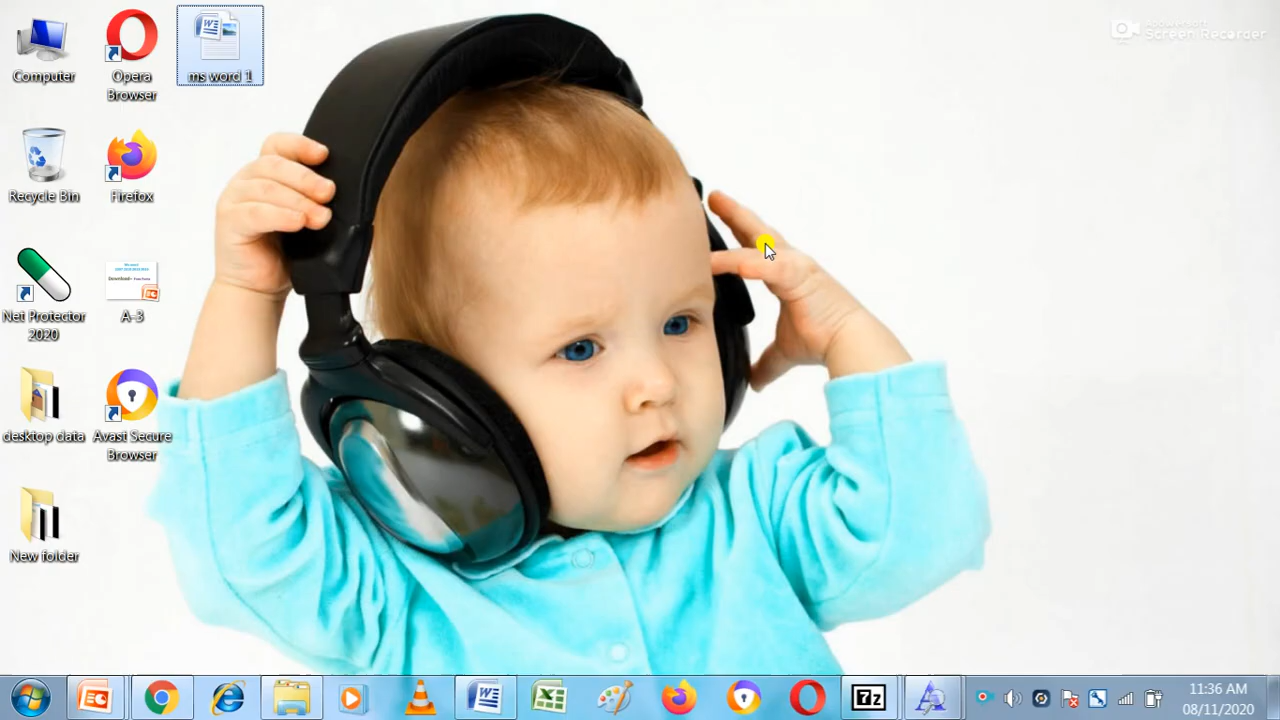 Screen Recorder
Computer
Opera
Browser
ms word 1
Recycle Bin
Firefox
Net Protector
2020
A-3
desktop data
Avast Secure
Browser
New folder
11:36 AM
08/11/2020